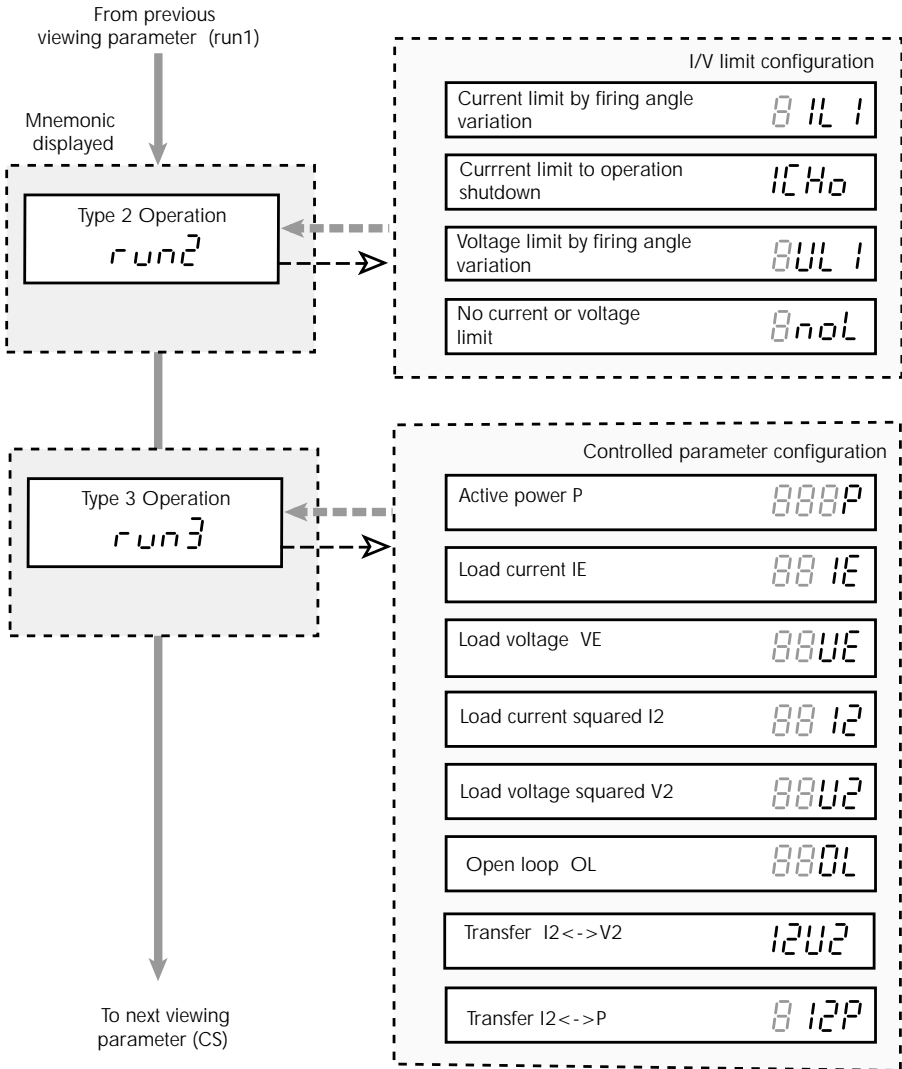 From previous
viewing parameter (run1)
Mnemonic
displayed
Type 2 Operation
run2
I/V limit configuration
Current limit by firing angle
variation
8 IL 1
Currrent limit to operation
shutdown
ICHo
Voltage limit by firing angle
variation
8UL 1
No current or voltage
limit
8noL
Type 3 Operation
run3
Controlled parameter configuration
Active power P
888P
Load current IE
88 IE
Load voltage VE
88UE
Load current squared I2
88 I2
Load voltage squared V2
88U2
Open loop OL
88OL
Transfer I2<->V2
I2U2
Transfer I2<->P
8 I2P
To next viewing
parameter (CS)